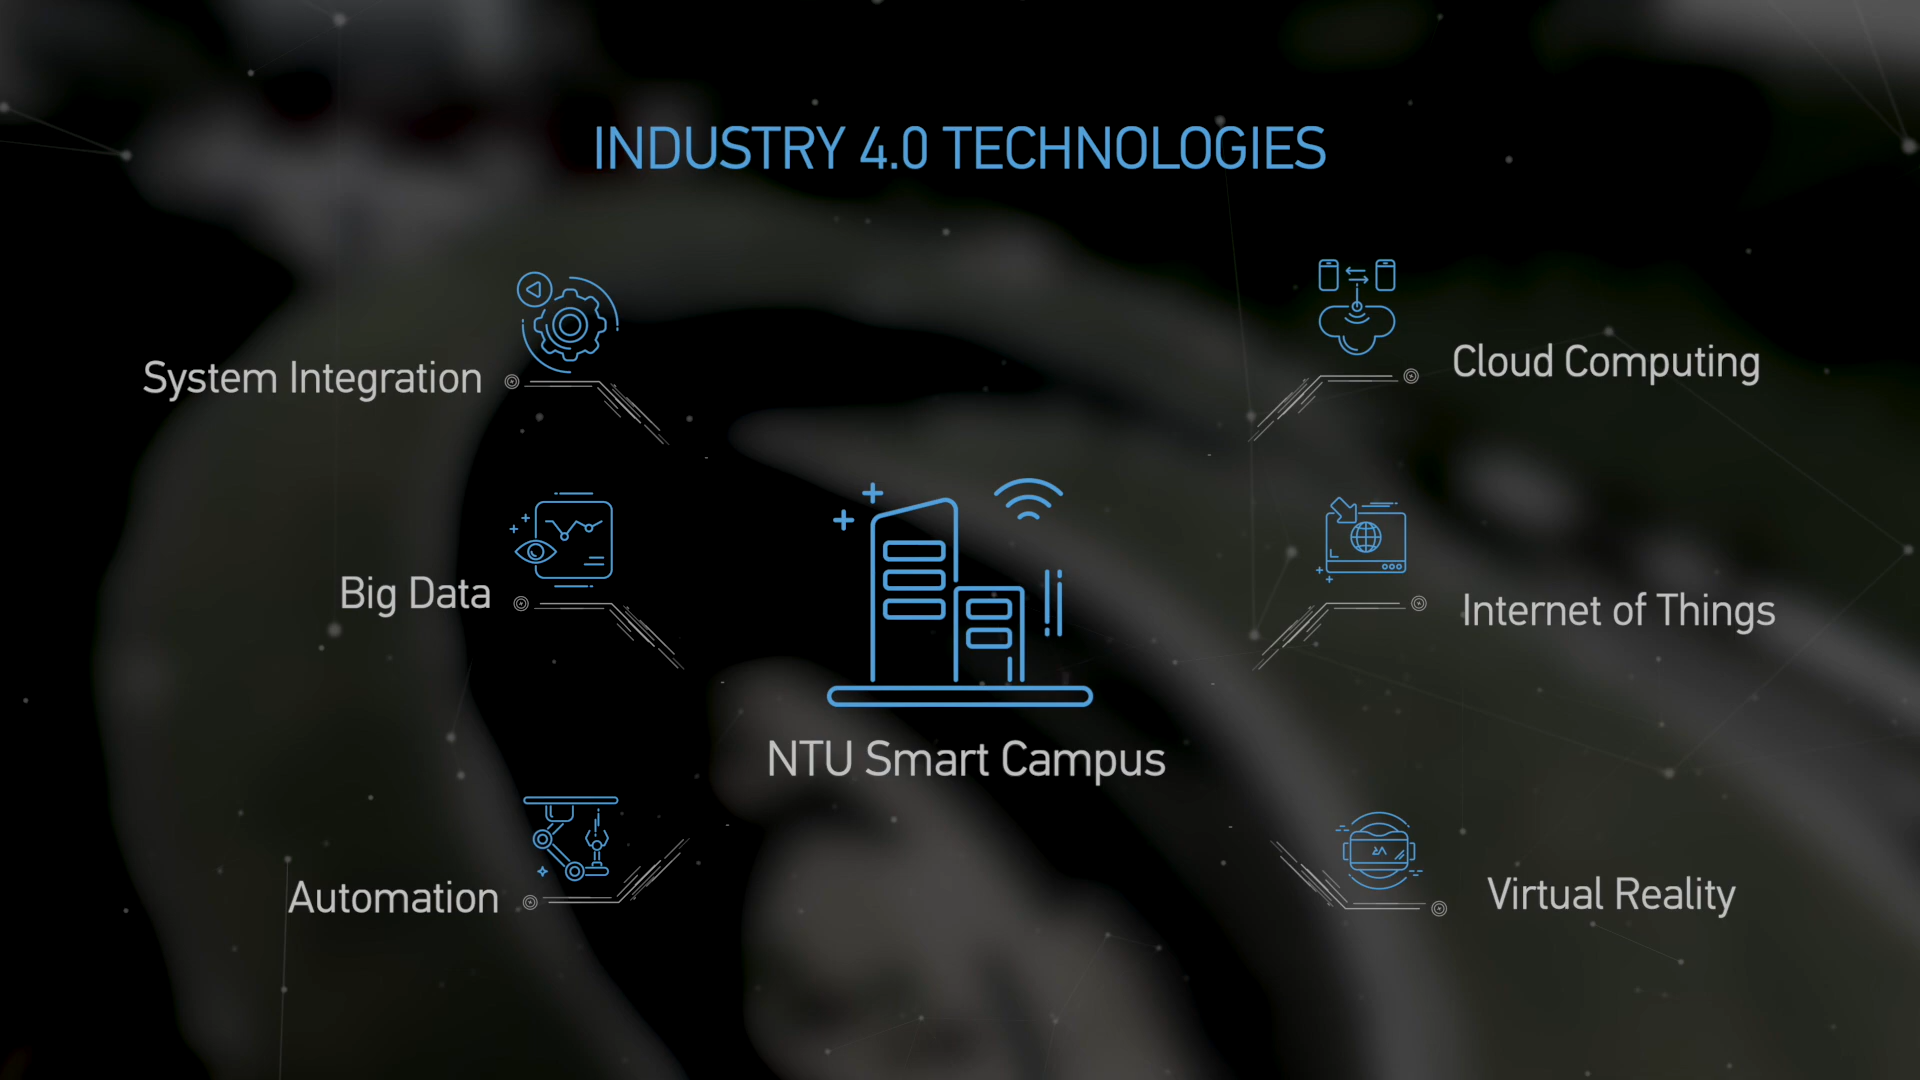 INDUSTRY 4.0 TECHNOLOGIES
System Integration
Cloud Computing
Big Data
Internet of Things
NTU Smart Campus
Automation
Virtual Reality